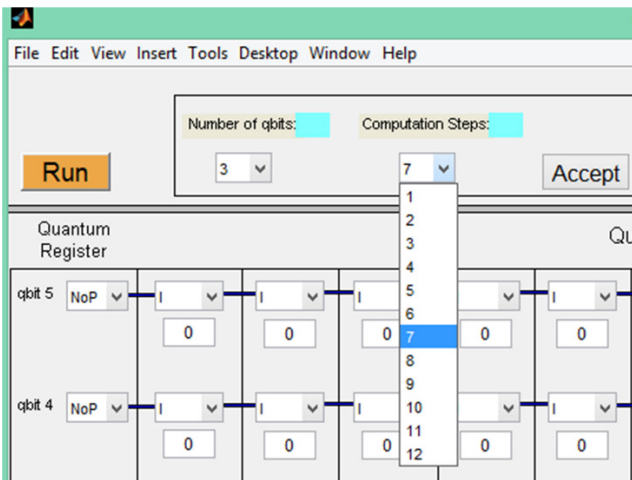 File Edit View Insert Tools Desktop Window Help
Number of qbits: Computation Steps:
Run 3 7 Accept
1
2
3
4
5
6
7
8
9
10
11
12
Quantum
Register
Qu
qbit 5 NoP I I I I
0 0 0 0 0
qbit 4 NoP I I I I
0 0 0 0 0